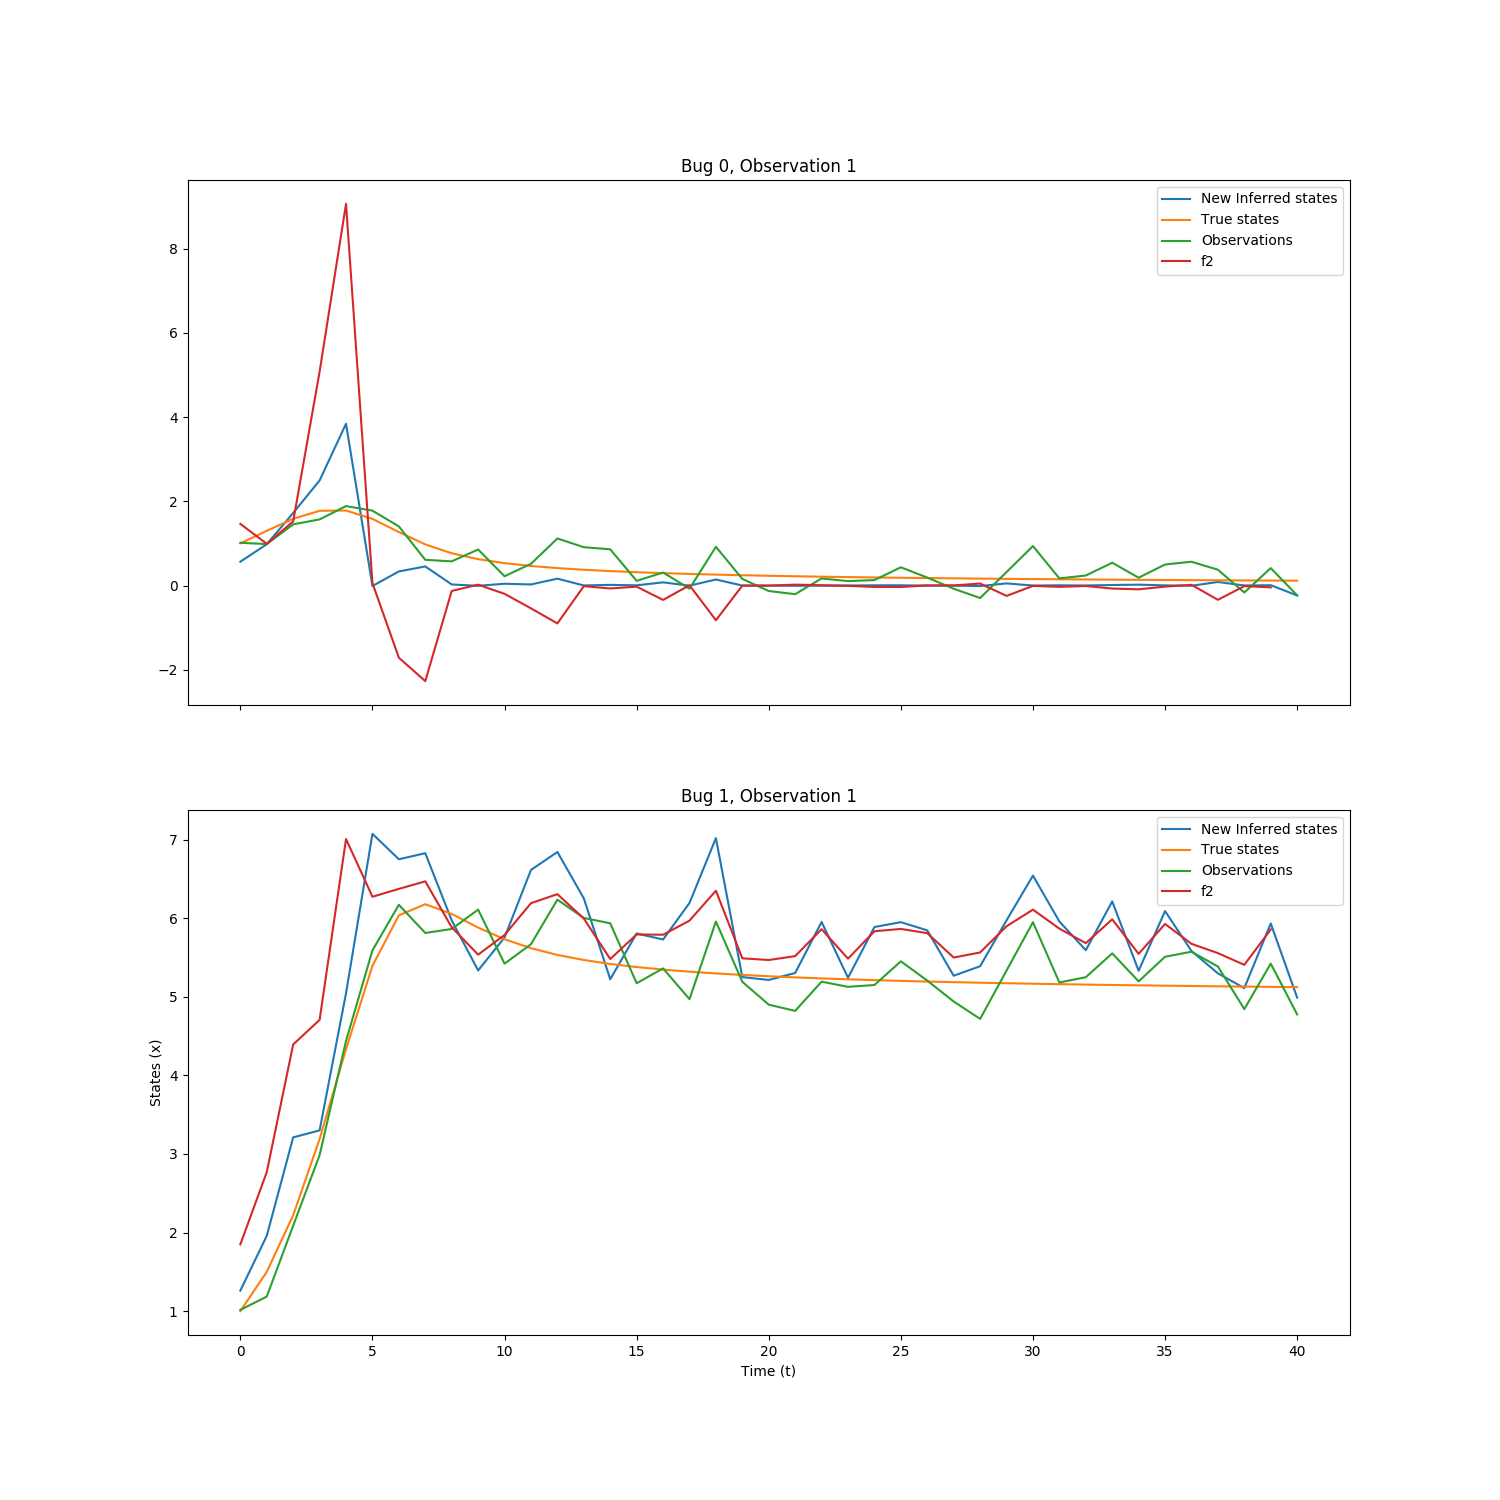 Bug 0, Observation 1
New Inferred states
True states
Observations
f2
8
6
4
2
0
−2
Bug 1, Observation 1
New Inferred states
True states
Observations
f2
7
6
5
4
3
2
1
States (x)
0 5 10 15 20 25 30 35 40
Time (t)